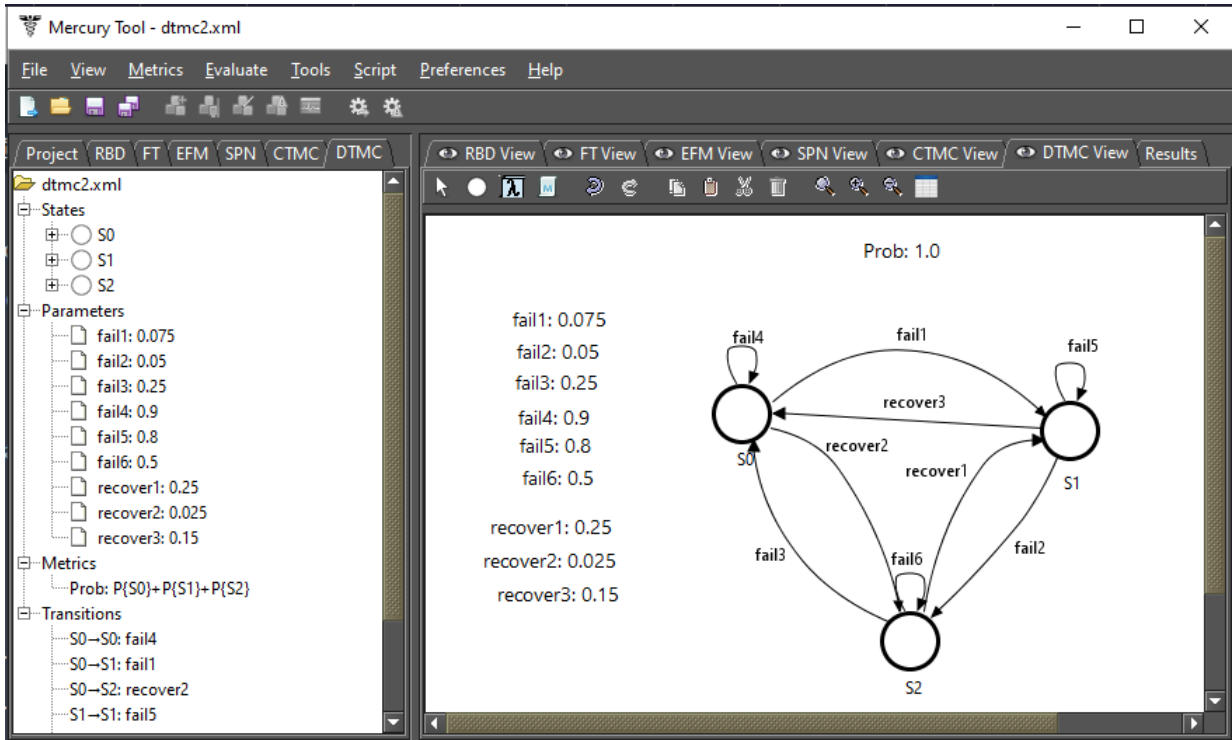 Mercury Tool - dtmc2.xml
File View Metrics Evaluate Tools Script Preferences Help
Project RBD FT EFM SPN CTMC DTMC
dtmc2.xml
States
S0
S1
S2
Parameters
fail1: 0.075
fail2: 0.05
fail3: 0.25
fail4: 0.9
fail5: 0.8
fail6: 0.5
recover1: 0.25
recover2: 0.025
recover3: 0.15
Metrics
Prob: P{S0}+P{S1}+P{S2}
Transitions
S0→S0: fail4
S0→S1: fail1
S0→S2: recover2
S1→S1: fail5
RBD View FT View EFM View SPN View CTMC View DTMC View Results
λ M
Prob: 1.0
fail1: 0.075
fail2: 0.05
fail3: 0.25
fail4: 0.9
fail5: 0.8
fail6: 0.5
recover1: 0.25
recover2: 0.025
recover3: 0.15
fail4
fail1
fail5
recover3
S0
recover2
recover1
S1
fail3
fail6
fail2
S2